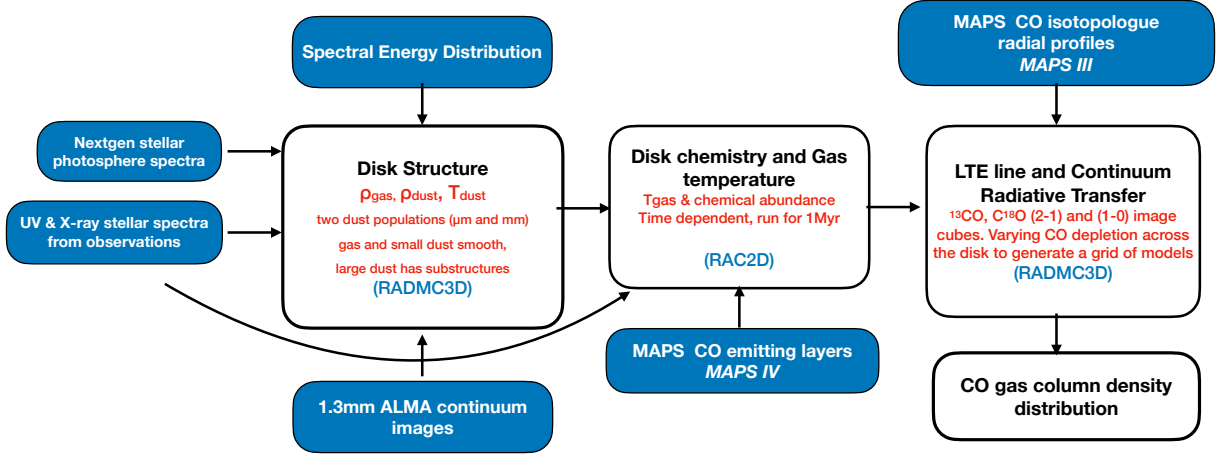 Spectral Energy Distribution
Nextgen stellar
photosphere spectra
UV & X-ray stellar spectra
from observations
Disk Structure
ρgas, ρdust, Tdust
two dust populations (μm and mm)
gas and small dust smooth,
large dust has substructures
(RADMC3D)
1.3mm ALMA continuum
images
Disk chemistry and Gas
temperature
Tgas & chemical abundance
Time dependent, run for 1Myr
(RAC2D)
MAPS CO emitting layers
MAPS IV
MAPS CO isotopologue
radial profiles
MAPS III
LTE line and Continuum
Radiative Transfer
¹³CO, C¹⁸O (2-1) and (1-0) image
cubes. Varying CO depletion across
the disk to generate a grid of models
(RADMC3D)
CO gas column density
distribution